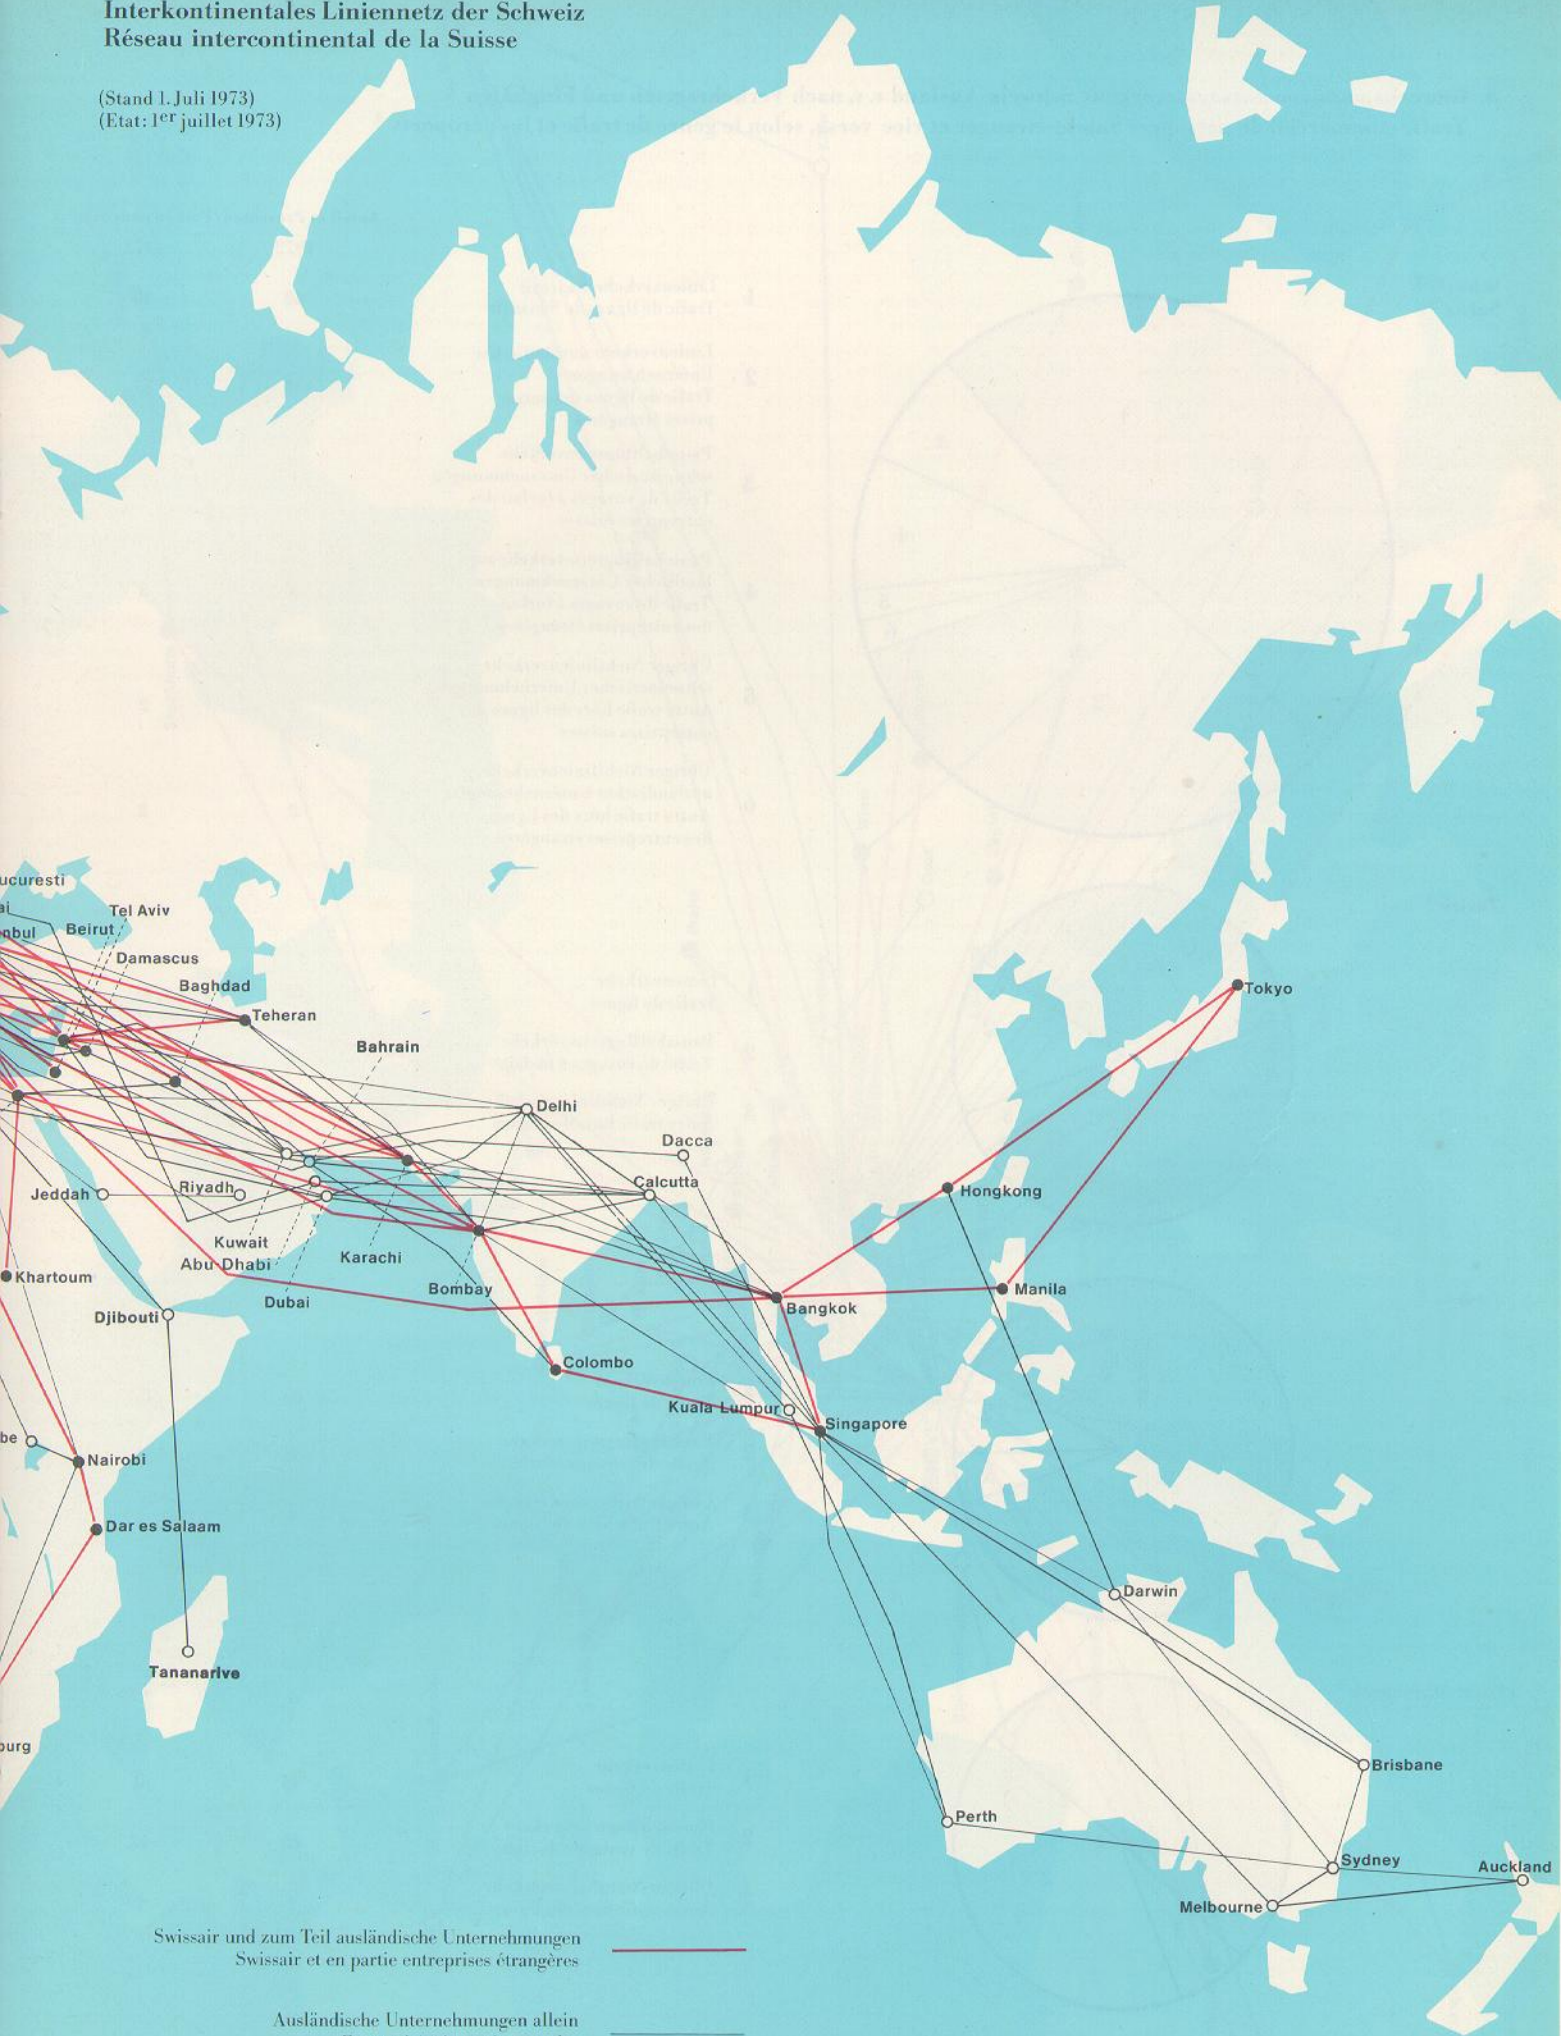 Interkontinentales Liniennetz der Schweiz
Réseau intercontinental de la Suisse
(Stand 1. Juli 1973)
(Etat: 1er juillet 1973)
ucuresti
ai
Tel Aviv
nbul
Beirut
Damascus
Baghdad
Tokyo
Teheran
Bahrain
Delhi
Dacca
Calcutta
Jeddah
Riyadh
Hongkong
Kuwait
Karachi
Abu Dhabi
Khartoum
Bombay
Manila
Dubai
Djibouti
Bangkok
Colombo
Kuala Lumpur
Singapore
be
Nairobi
Dar es Salaam
Darwin
Tananarive
burg
Brisbane
Perth
Sydney
Auckland
Melbourne
Swissair und zum Teil ausländische Unternehmungen
Swissair et en partie entreprises étrangères
Ausländische Unternehmungen allein